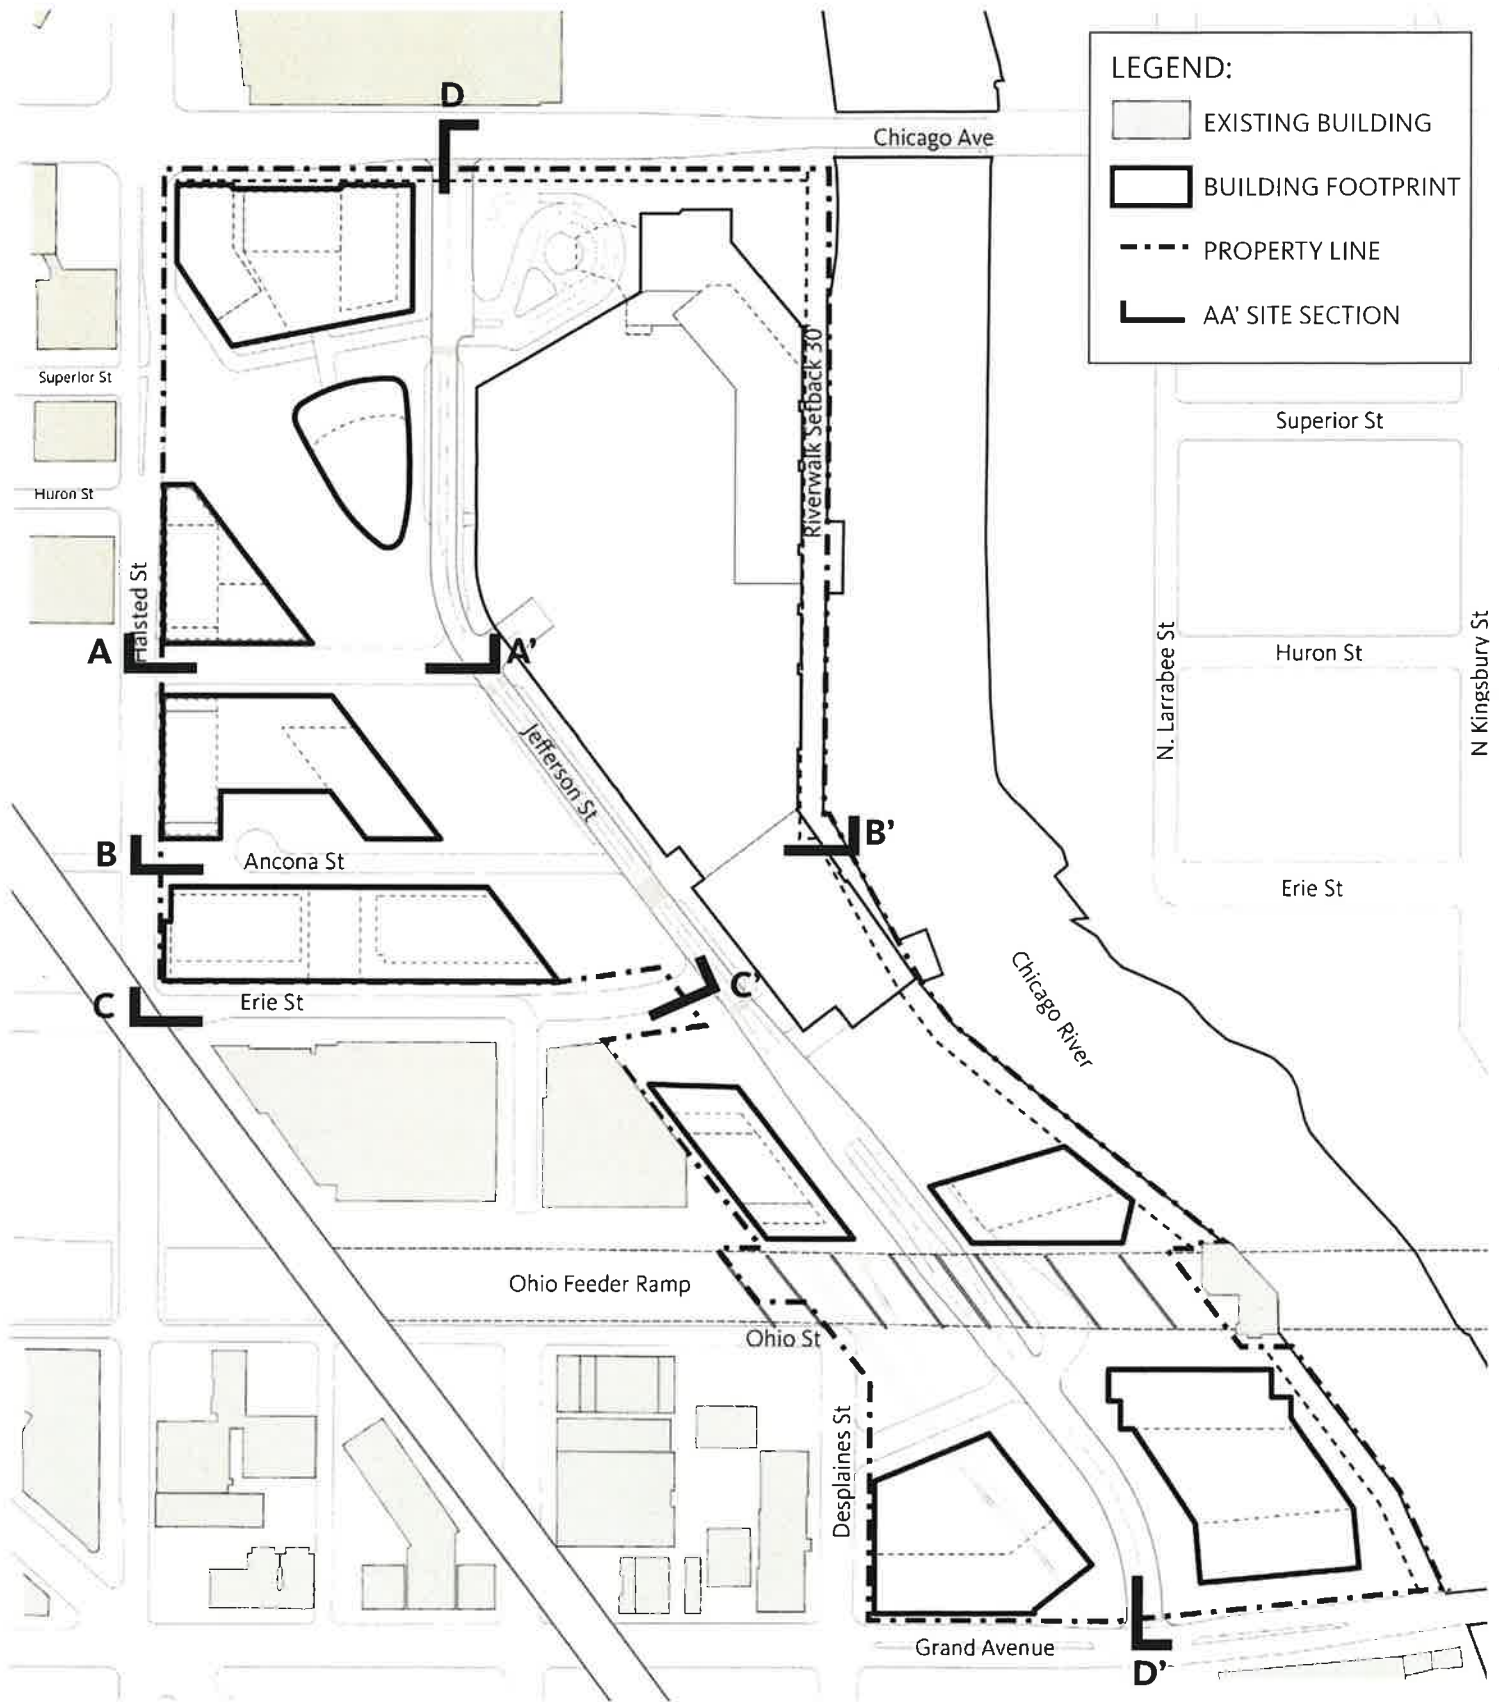 D
Chicago Ave
LEGEND:
EXISTING BUILDING
BUILDING FOOTPRINT
PROPERTY LINE
AA' SITE SECTION
Superior St
Superior St
Riverwalk Setback 30'
Huron St
Halsted St
A
A'
N. Larrabee St
Huron St
N Kingsbury St
Jefferson St
B
Ancona St
B'
Erie St
C
Erie St
C'
Chicago River
Ohio Feeder Ramp
Ohio St
Desplaines St
Grand Avenue
D'